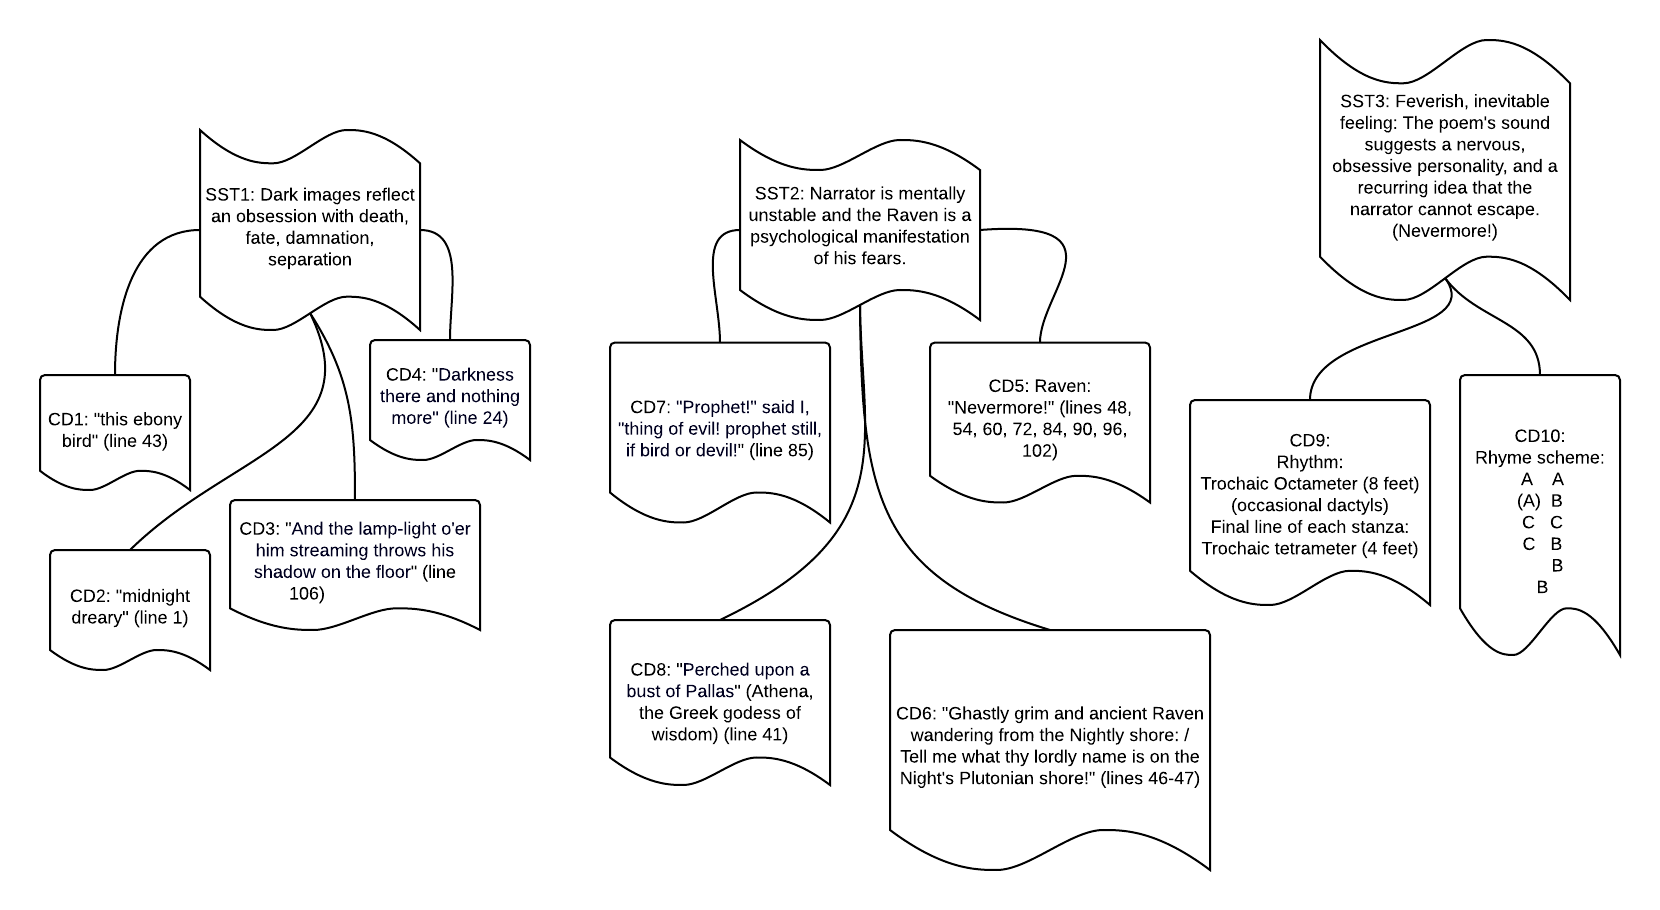 SST1: Dark images reflect
an obsession with death,
fate, damnation,
separation
CD1: "this ebony
bird" (line 43)
CD2: "midnight
dreary" (line 1)
CD3: "And the lamp-light o'er
him streaming throws his
shadow on the floor" (line
106)
CD4: "Darkness
there and nothing
more" (line 24)
SST2: Narrator is mentally
unstable and the Raven is a
psychological manifestation
of his fears.
CD7: "Prophet!" said I,
"thing of evil! prophet still,
if bird or devil!" (line 85)
CD5: Raven:
"Nevermore!" (lines 48,
54, 60, 72, 84, 90, 96,
102)
CD8: "Perched upon a
bust of Pallas" (Athena,
the Greek godess of
wisdom) (line 41)
CD6: "Ghastly grim and ancient Raven
wandering from the Nightly shore: /
Tell me what thy lordly name is on the
Night's Plutonian shore!" (lines 46-47)
SST3: Feverish, inevitable
feeling: The poem's sound
suggests a nervous,
obsessive personality, and a
recurring idea that the
narrator cannot escape.
(Nevermore!)
CD9:
Rhythm:
Trochaic Octameter (8 feet)
(occasional dactyls)
Final line of each stanza:
Trochaic tetrameter (4 feet)
CD10:
Rhyme scheme:
A A
(A) B
C C
C B
B
B